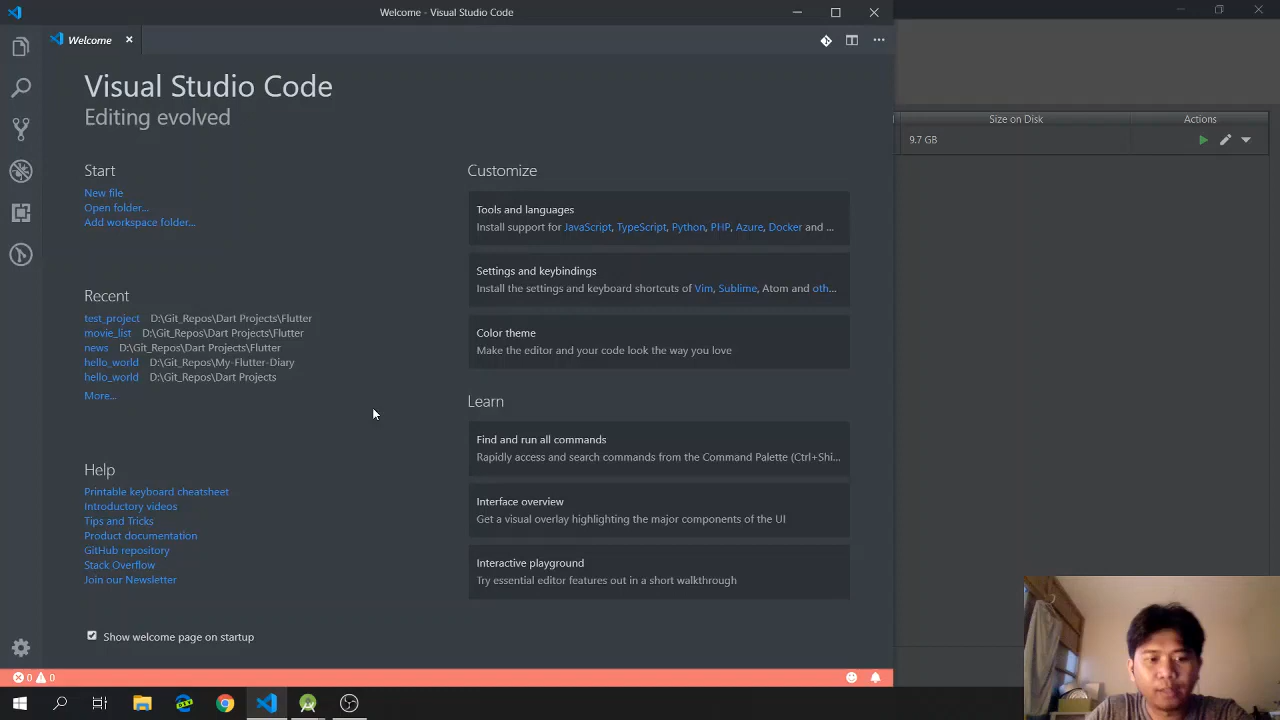 Welcome - Visual Studio Code
Welcome
Visual Studio Code
Editing evolved
Start
New file
Open folder...
Add workspace folder...
Recent
test_project D:\Git_Repos\Dart Projects\Flutter
movie_list D:\Git_Repos\Dart Projects\Flutter
news D:\Git_Repos\Dart Projects\Flutter
hello_world D:\Git_Repos\My-Flutter-Diary
hello_world D:\Git_Repos\Dart Projects
More...
Help
Printable keyboard cheatsheet
Introductory videos
Tips and Tricks
Product documentation
GitHub repository
Stack Overflow
Join our Newsletter
Show welcome page on startup
Customize
Tools and languages
Install support for JavaScript, TypeScript, Python, PHP, Azure, Docker and ...
Settings and keybindings
Install the settings and keyboard shortcuts of Vim, Sublime, Atom and oth...
Color theme
Make the editor and your code look the way you love
Learn
Find and run all commands
Rapidly access and search commands from the Command Palette (Ctrl+Shi...
Interface overview
Get a visual overlay highlighting the major components of the UI
Interactive playground
Try essential editor features out in a short walkthrough
Size on Disk Actions
9.7 GB
0 0